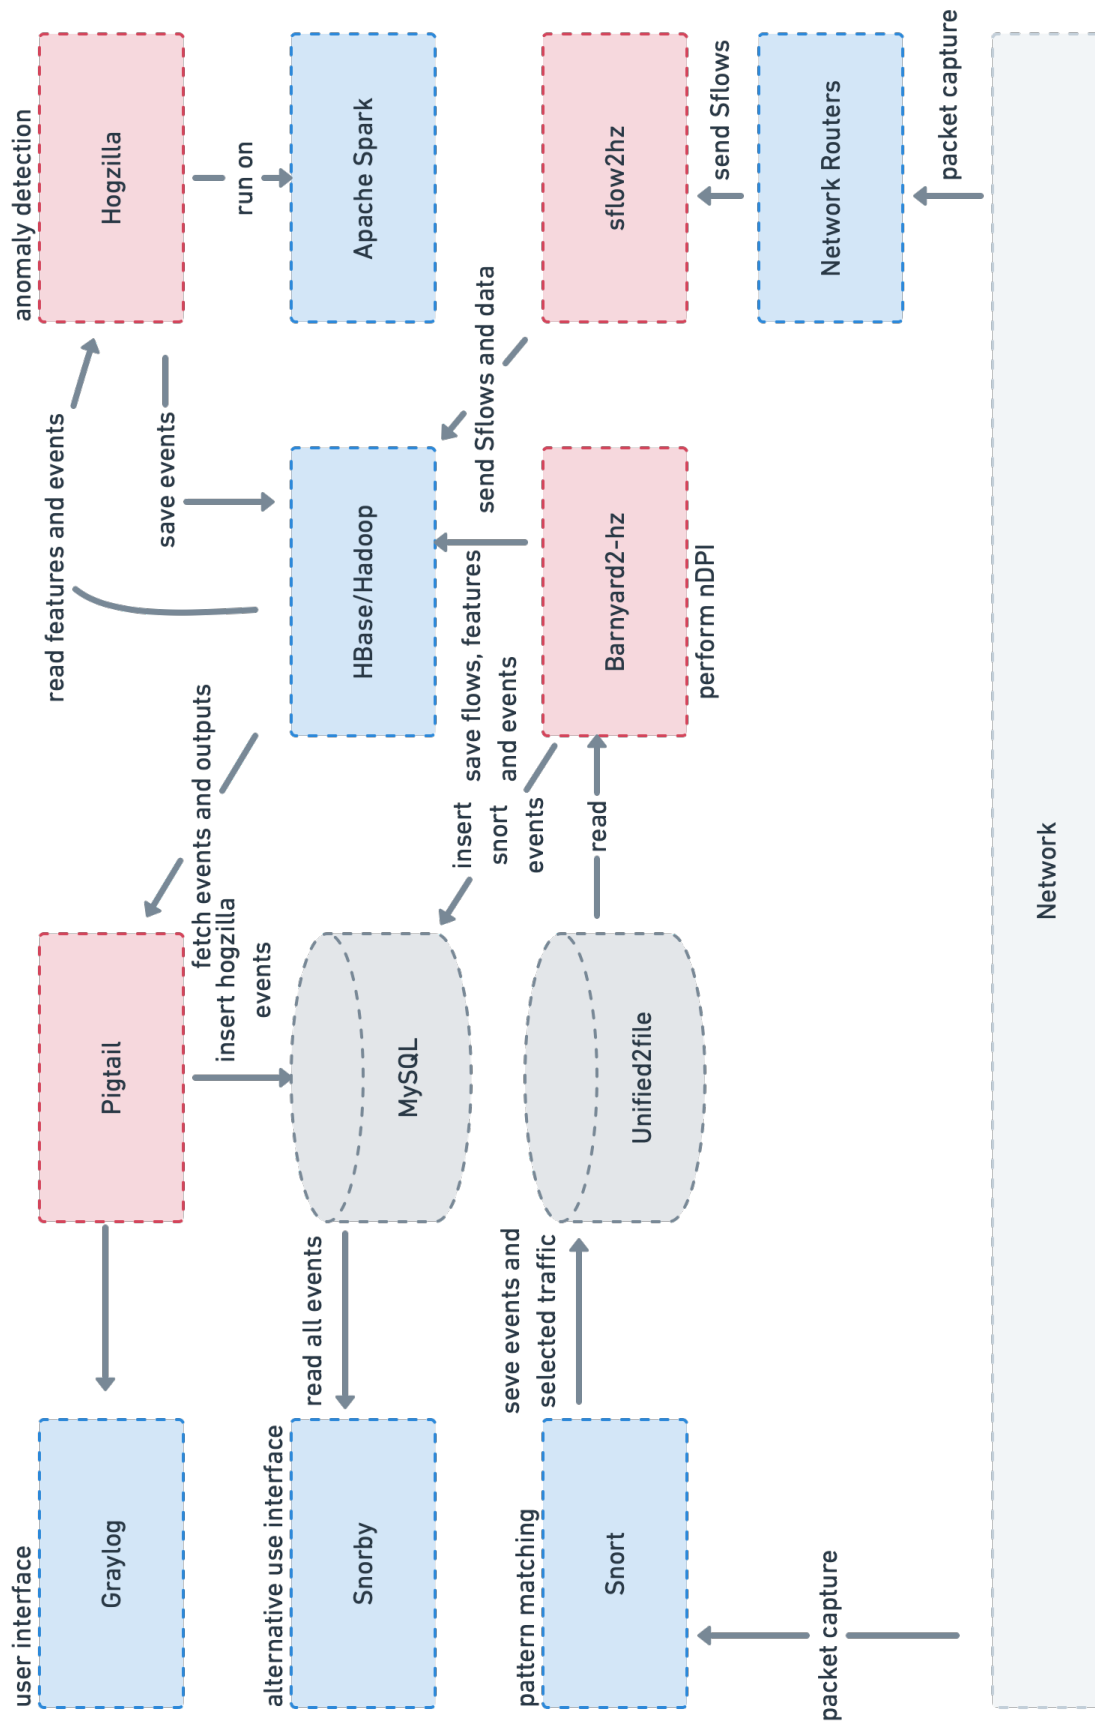 user interface
anomaly detection
Graylog
Pigtail
Hogzilla
read features and events
fetch events and outputs
insert hogzilla
events
save events
run on
alternative use interface
Snorby
read all events
MySQL
HBase/Hadoop
Apache Spark
insert
snort
events
save flows, features
and events
send Sflows and data
pattern matching
Snort
seve events and
selected traffic
Unified2file
read
Barnyard2-hz
perform nDPI
sflow2hz
send Sflows
Network Routers
packet capture
packet capture
Network